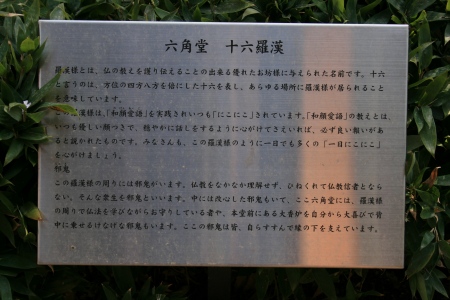 六角堂 十六羅漢
羅漢様とは、仏の教えを護り伝えることの出来る優れたお坊様に与えられた名前です。十六
と言うのは、方位の四方八方を倍にした十六を表し、あらゆる場所に羅漢様が居られること
を意味しています。
この羅漢様は、「和顔愛語」を実践されいつも「にこにこ」されています。「和顔愛語」の教えとは、
いつも優しい顔つきで、穏やかに話しをするように心がけてさえいれば、必ず良い報いがあ
ると説かれたものです。みなさんも、この羅漢様のように一日でも多くの「一日にこにこ」
を心がけましょう。
邪鬼
この羅漢様の周りには邪鬼がいます。仏教をなかなか理解せず、ひねくれて仏教信者となら
ない。そんな衆生を邪鬼といいます。中には改心した邪鬼もいて、ここ六角堂には、羅漢様
の周りで仏法を学びながらお守りしている者や、本堂前にある大香炉を自分から大喜びで背
中に乗せるけなげな邪鬼もいます。ここの邪鬼は皆、自らすすんで縁の下を支えています。